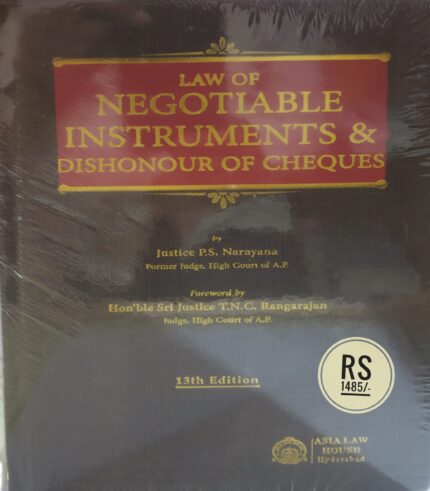 LAW OF
NEGOTIABLE
INSTRUMENTS &
DISHONOUR OF CHEQUES
by
Justice P.S. Narayana
Former Judge, High Court of A.P.
Foreword by
Hon'ble Sri Justice T.N.C. Rangarajan
Judge, High Court of A.P.
RS
1485/-
13th Edition
ASIA LAW
HOUSE
Hyderabad